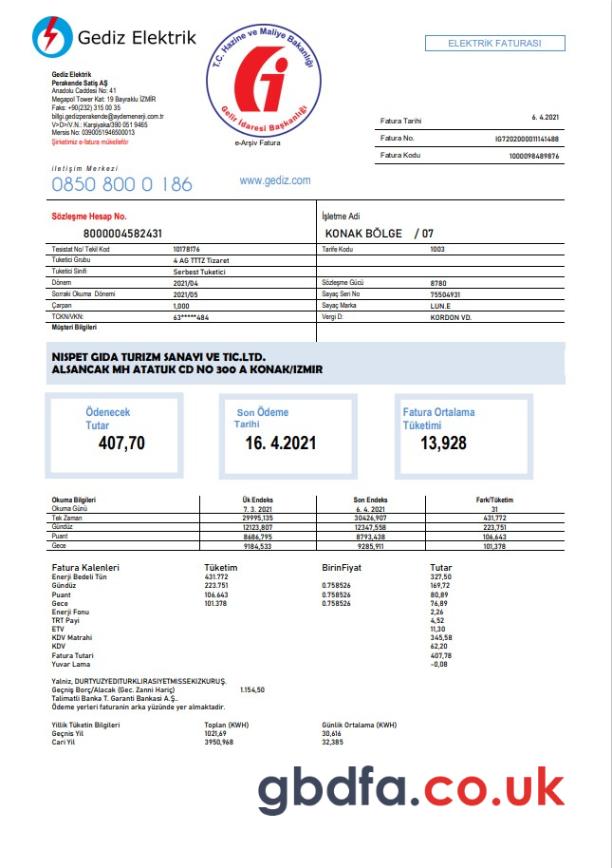 Gediz Elektrik
ELEKTRiK FATURASI
T.C. Hazine ve Maliye Bakanlığı
Gelir İdaresi Başkanlığı
e-Arşiv Fatura
Gediz Elektrik
Perakende Satiş AŞ
Anadolu Caddesi No: 41
Megapol Tower Kat: 19 Bayraklu İZMİR
Faks: +90(232) 315 00 35
billgi.gedizperakende@aydemenerji.com.tr
V>D>/V.N.: Karşiyaka/390 051 9465
Mersis No: 0390051946500013
Şirketimiz e-fatura mükellefdr
Fatura Tarihi 6. 4.2021
Fatura No. IG7202000011141488
Fatura Kodu 1000098489876
iletişim Merkezi
0850 800 0 186
www.gediz.com
Sözleşme Hesap No. İşletme Adi
8000004582431 KONAK BÖLGE / 07
Tesistat No/ Tekil Kod 10178176 Tarife Kodu 1003
Tuketici Grubu 4 AG TTTZ Tizaret
Tuketici Sinifi Serbest Tuketici
Dönem 2021/04 Sözleşme Gücü 8780
Sorraki Okuma Dönemi 2021/05 Sayaç Seri No 75504931
Çarpan 1,000 Sayaç Marka LUN.E
TCKN/VKN: 63*****484 Vergi D: KORDON VD.
Müşteri Bilgileri
NISPET GIDA TURIZM SANAYI VE TIC.LTD.
ALSANCAK MH ATATUK CD NO 300 A KONAK/IZMIR
Ödenecek Tutar
407,70
Son Ödeme Tarihi
16. 4.2021
Fatura Ortalama Tüketimi
13,928
Okuma Bilgileri Ük Endeks Son Endeks Fark/Tüketim
Okuma Günü 7. 3. 2021 6. 4. 2021 31
Tek Zaman 29995,135 30426,907 431,772
Gündüz 12123,807 12347,558 223,751
Puant 8686,795 8793,438 106,643
Gece 9184,533 9285,911 101,378
Fatura Kalenleri Tüketim BirinFiyat Tutar
Enerji Bedeli Tün 431.772 327,50
Gündüz 223.751 0.758526 169,72
Puant 106.643 0.758526 80,89
Gece 101.378 0.758526 76,89
Enerji Fonu 2,26
TRT Payi 4,52
ETV 11,30
KDV Matrahi 345,58
KDV 62,20
Fatura Tutari 407,78
Yuvar Lama -0,08
Yalniz, DURTYUZYEDITURKLIRASIYETMISSEKIZKURUŞ.
Geçniş Borç/Alacak (Gec. Zanni Hariç) 1.154,50
Talimatli Banka T. Garanti Bankasi A.Ş..
Ödeme yerleri faturanin arka yüzünde yer almaktadir.
Yillik Tüketin Bilgileri Toplan (KWH) Günlik Ortalama (KWH)
Geçnis Yil 1021,69 30,616
Cari Yil 3950,968 32,385
gbdfa.co.uk